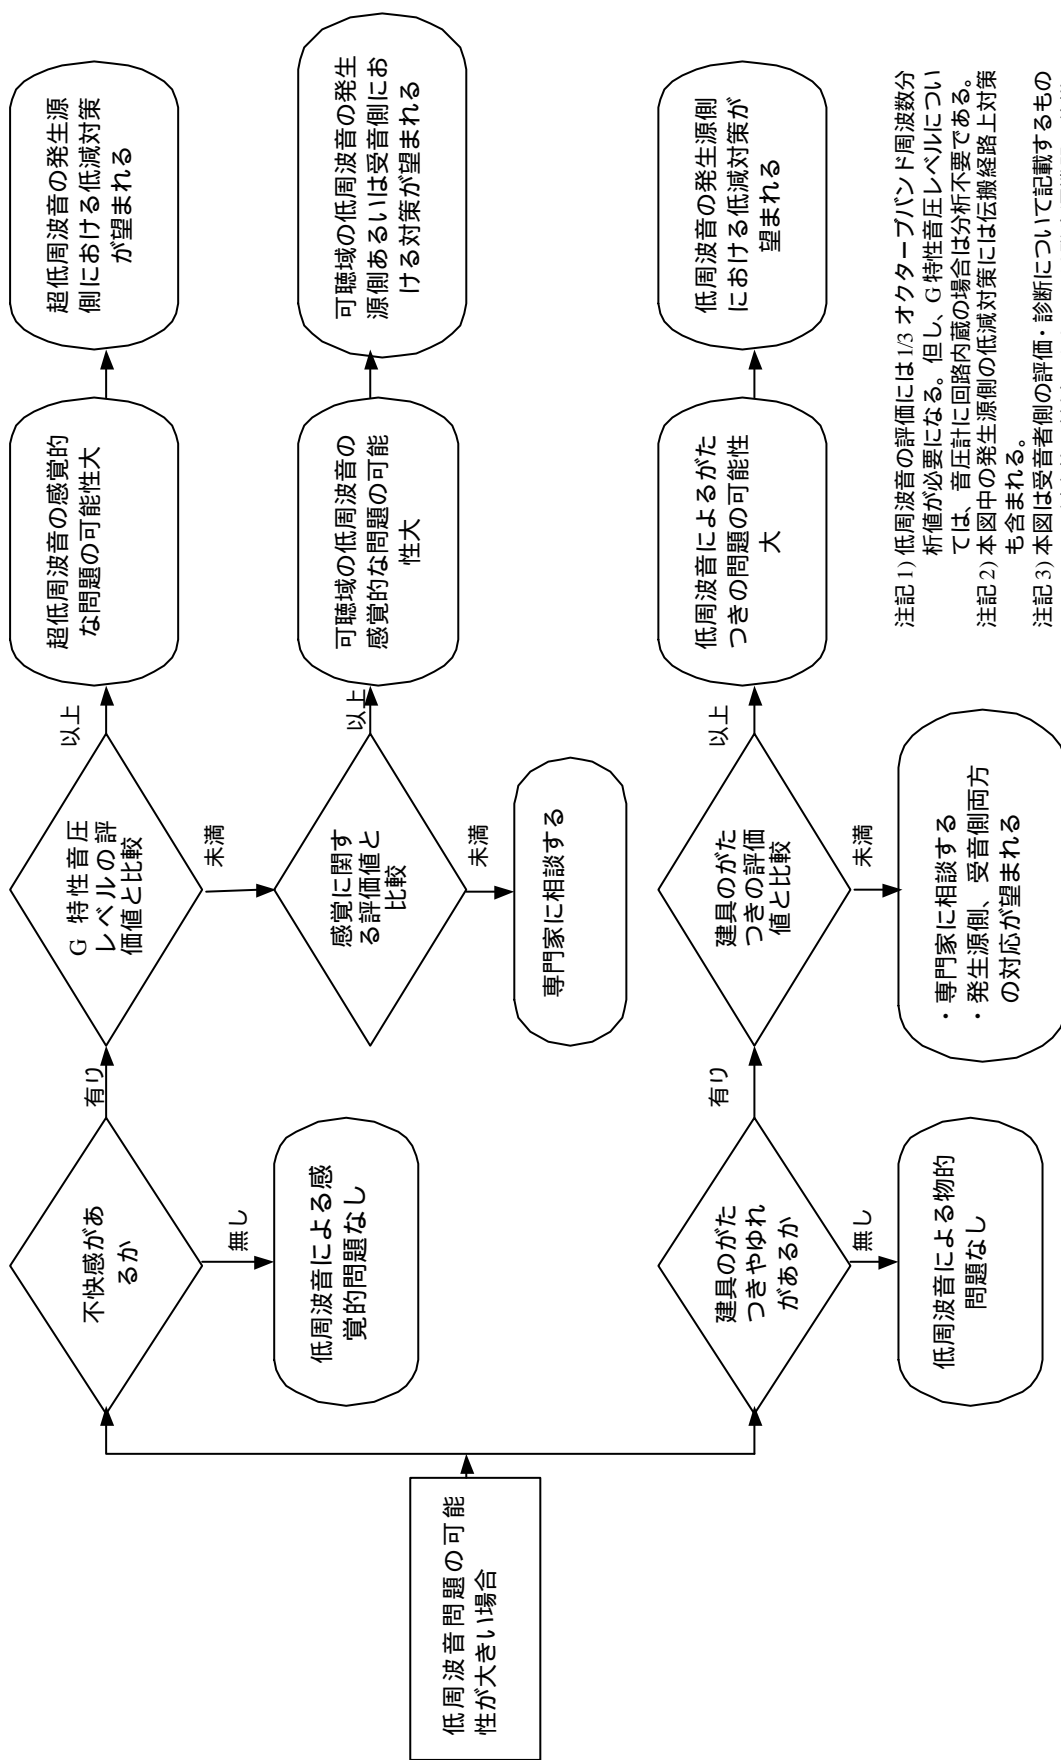 低周波音問題の可能
性が大きい場合
不快感があ
るか
有り
無し
低周波音による感
覚的問題なし
G 特性音圧
レベルの評
価値と比較
以上
未満
超低周波音の感覚的
な問題の可能性大
超低周波音の発生源
側における低減対策
が望まれる
感覚に関す
る評価値と
比較
以上
未満
専門家に相談する
可聴域の低周波音の
感覚的な問題の可能
性大
可聴域の低周波音の発生
源側あるいは受音側にお
ける対策が望まれる
建具のがた
つきやゆれ
があるか
有り
無し
低周波音による物的
問題なし
建具のがた
つきの評価
値と比較
以上
未満
・専門家に相談する
・発生源側、受音側両方
の対応が望まれる
低周波音によるがた
つきの問題の可能性
大
低周波音の発生源側
における低減対策が
望まれる
注記 1) 低周波音の評価には 1/3 オクターブバンド周波数分
析値が必要になる。但し、G 特性音圧レベルについ
ては、音圧計に回路内蔵の場合は分析不要である。
注記 2) 本図中の発生源側の低減対策には伝搬経路上対策
も含まれる。
注記 3) 本図は受音者側の評価・診断について記載するもの